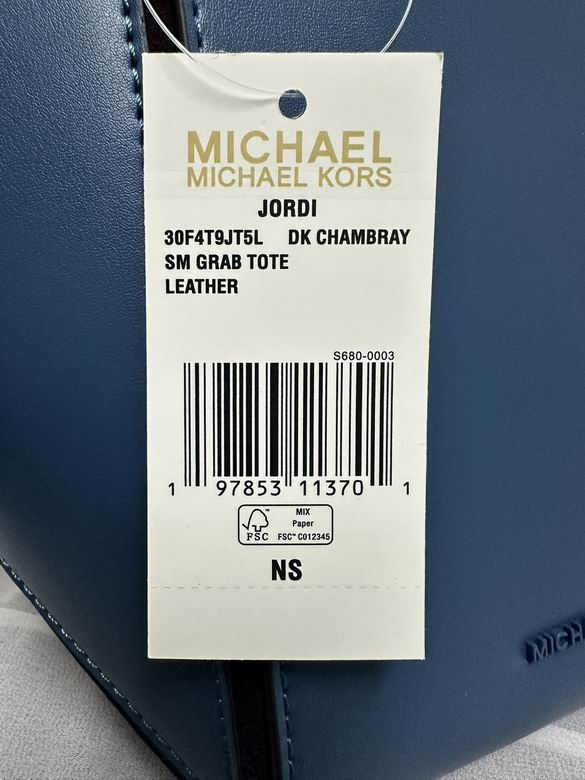 MICHAEL
MICHAEL KORS
JORDI
30F4T9JT5L DK CHAMBRAY
SM GRAB TOTE
LEATHER
S680-0003
1 97853 11370 1
MIX
Paper
FSC™ C012345
FSC
NS
MICH